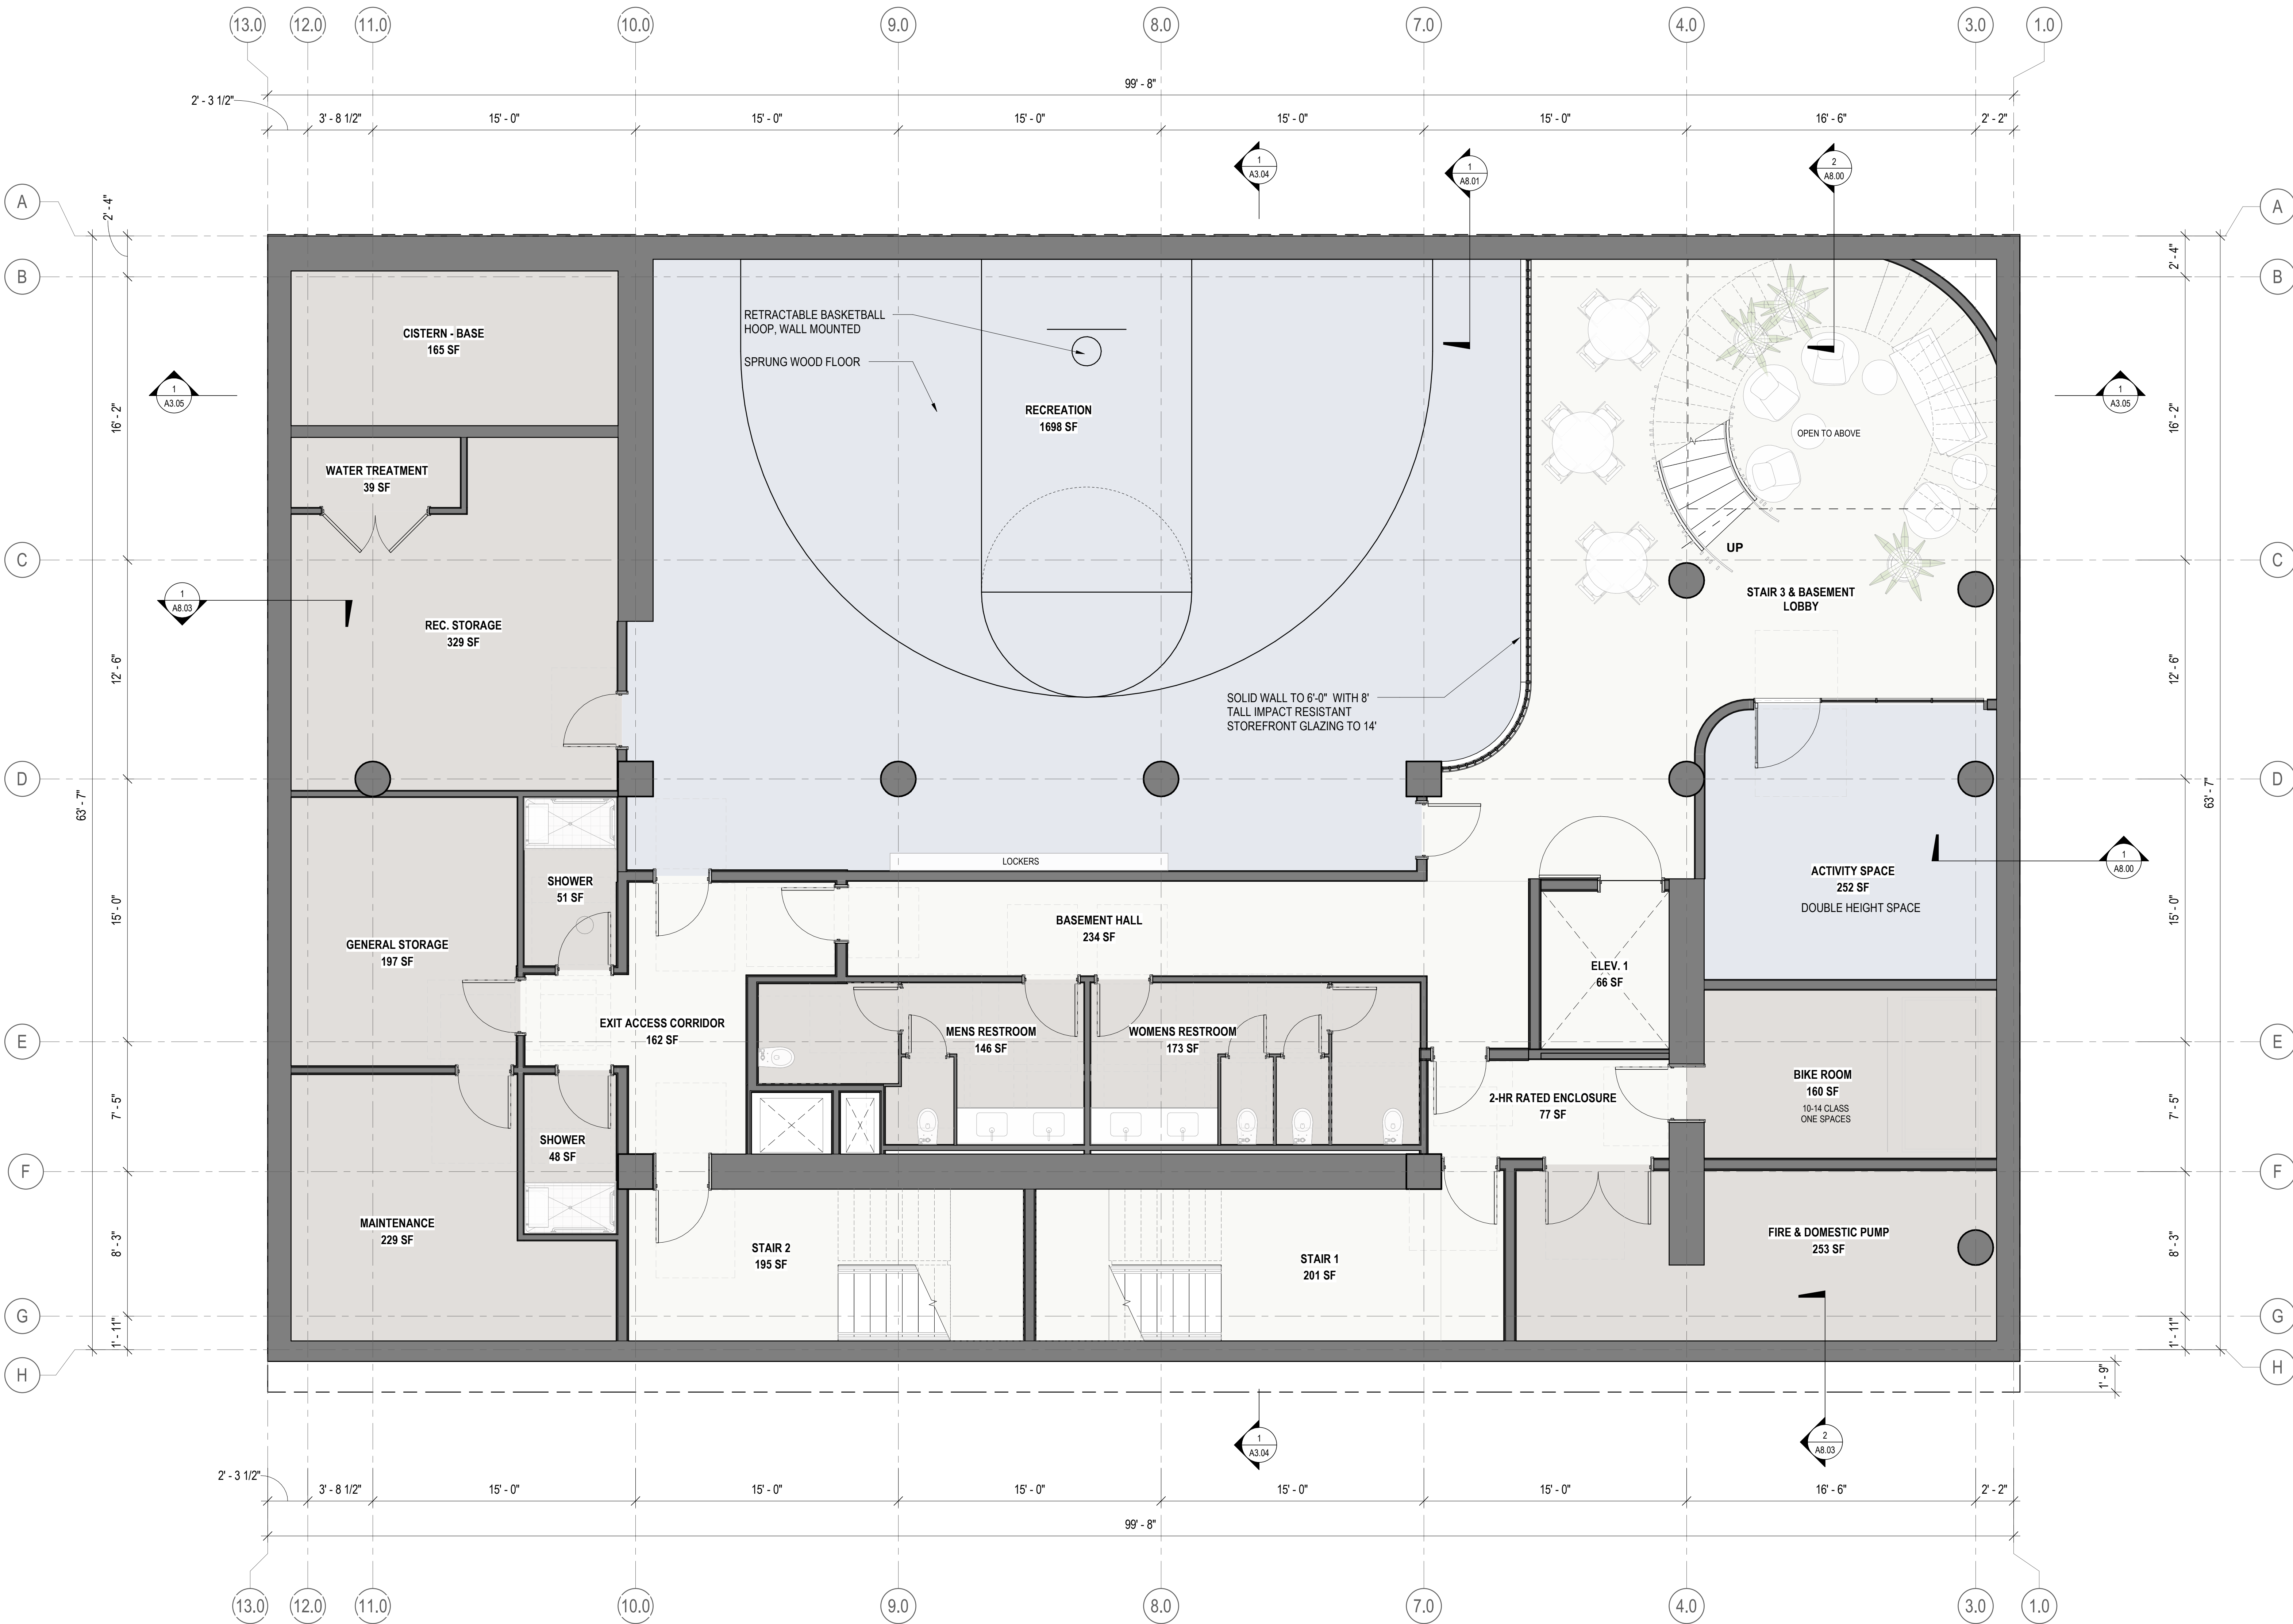 13.0 12.0 11.0 10.0 9.0 8.0 7.0 4.0 3.0 1.0
99' - 8"
2' - 3 1/2"
3' - 8 1/2" 15' - 0" 15' - 0" 15' - 0" 15' - 0" 15' - 0" 16' - 6" 2' - 2"
1
A3.04
1
A8.01
2
A8.00
A
A
2' - 4"
2' - 4"
B
B
RETRACTABLE BASKETBALL
HOOP, WALL MOUNTED
CISTERN - BASE
165 SF
SPRUNG WOOD FLOOR
1
A3.05
1
A3.05
16' - 2"
16' - 2"
RECREATION
1698 SF
OPEN TO ABOVE
WATER TREATMENT
39 SF
UP
C
C
STAIR 3 & BASEMENT
LOBBY
1
A8.03
REC. STORAGE
329 SF
12' - 6"
12' - 6"
SOLID WALL TO 6'-0" WITH 8'
TALL IMPACT RESISTANT
STOREFRONT GLAZING TO 14'
D
D
63' - 7"
63' - 7"
LOCKERS
1
A8.00
SHOWER
51 SF
ACTIVITY SPACE
252 SF
DOUBLE HEIGHT SPACE
15' - 0"
15' - 0"
BASEMENT HALL
234 SF
GENERAL STORAGE
197 SF
ELEV. 1
66 SF
EXIT ACCESS CORRIDOR
162 SF
MENS RESTROOM
146 SF
WOMENS RESTROOM
173 SF
E
E
BIKE ROOM
160 SF
10-14 CLASS
ONE SPACES
2-HR RATED ENCLOSURE
77 SF
7' - 5"
7' - 5"
SHOWER
48 SF
F
F
MAINTENANCE
229 SF
STAIR 2
195 SF
STAIR 1
201 SF
FIRE & DOMESTIC PUMP
253 SF
8' - 3"
8' - 3"
G
G
1' - 11"
1' - 11"
H
H
1' - 9"
1
A3.04
2
A8.03
2' - 3 1/2"
3' - 8 1/2" 15' - 0" 15' - 0" 15' - 0" 15' - 0" 15' - 0" 16' - 6" 2' - 2"
99' - 8"
13.0 12.0 11.0 10.0 9.0 8.0 7.0 4.0 3.0 1.0